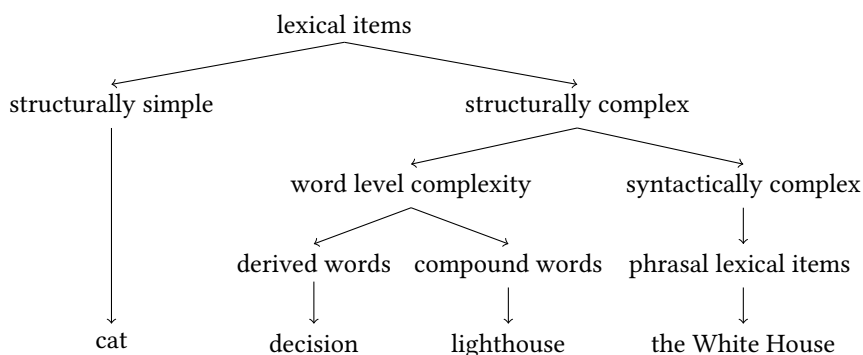 lexical items
structurally simple structurally complex
word level complexity syntactically complex
derived words compound words phrasal lexical items
cat decision lighthouse the White House